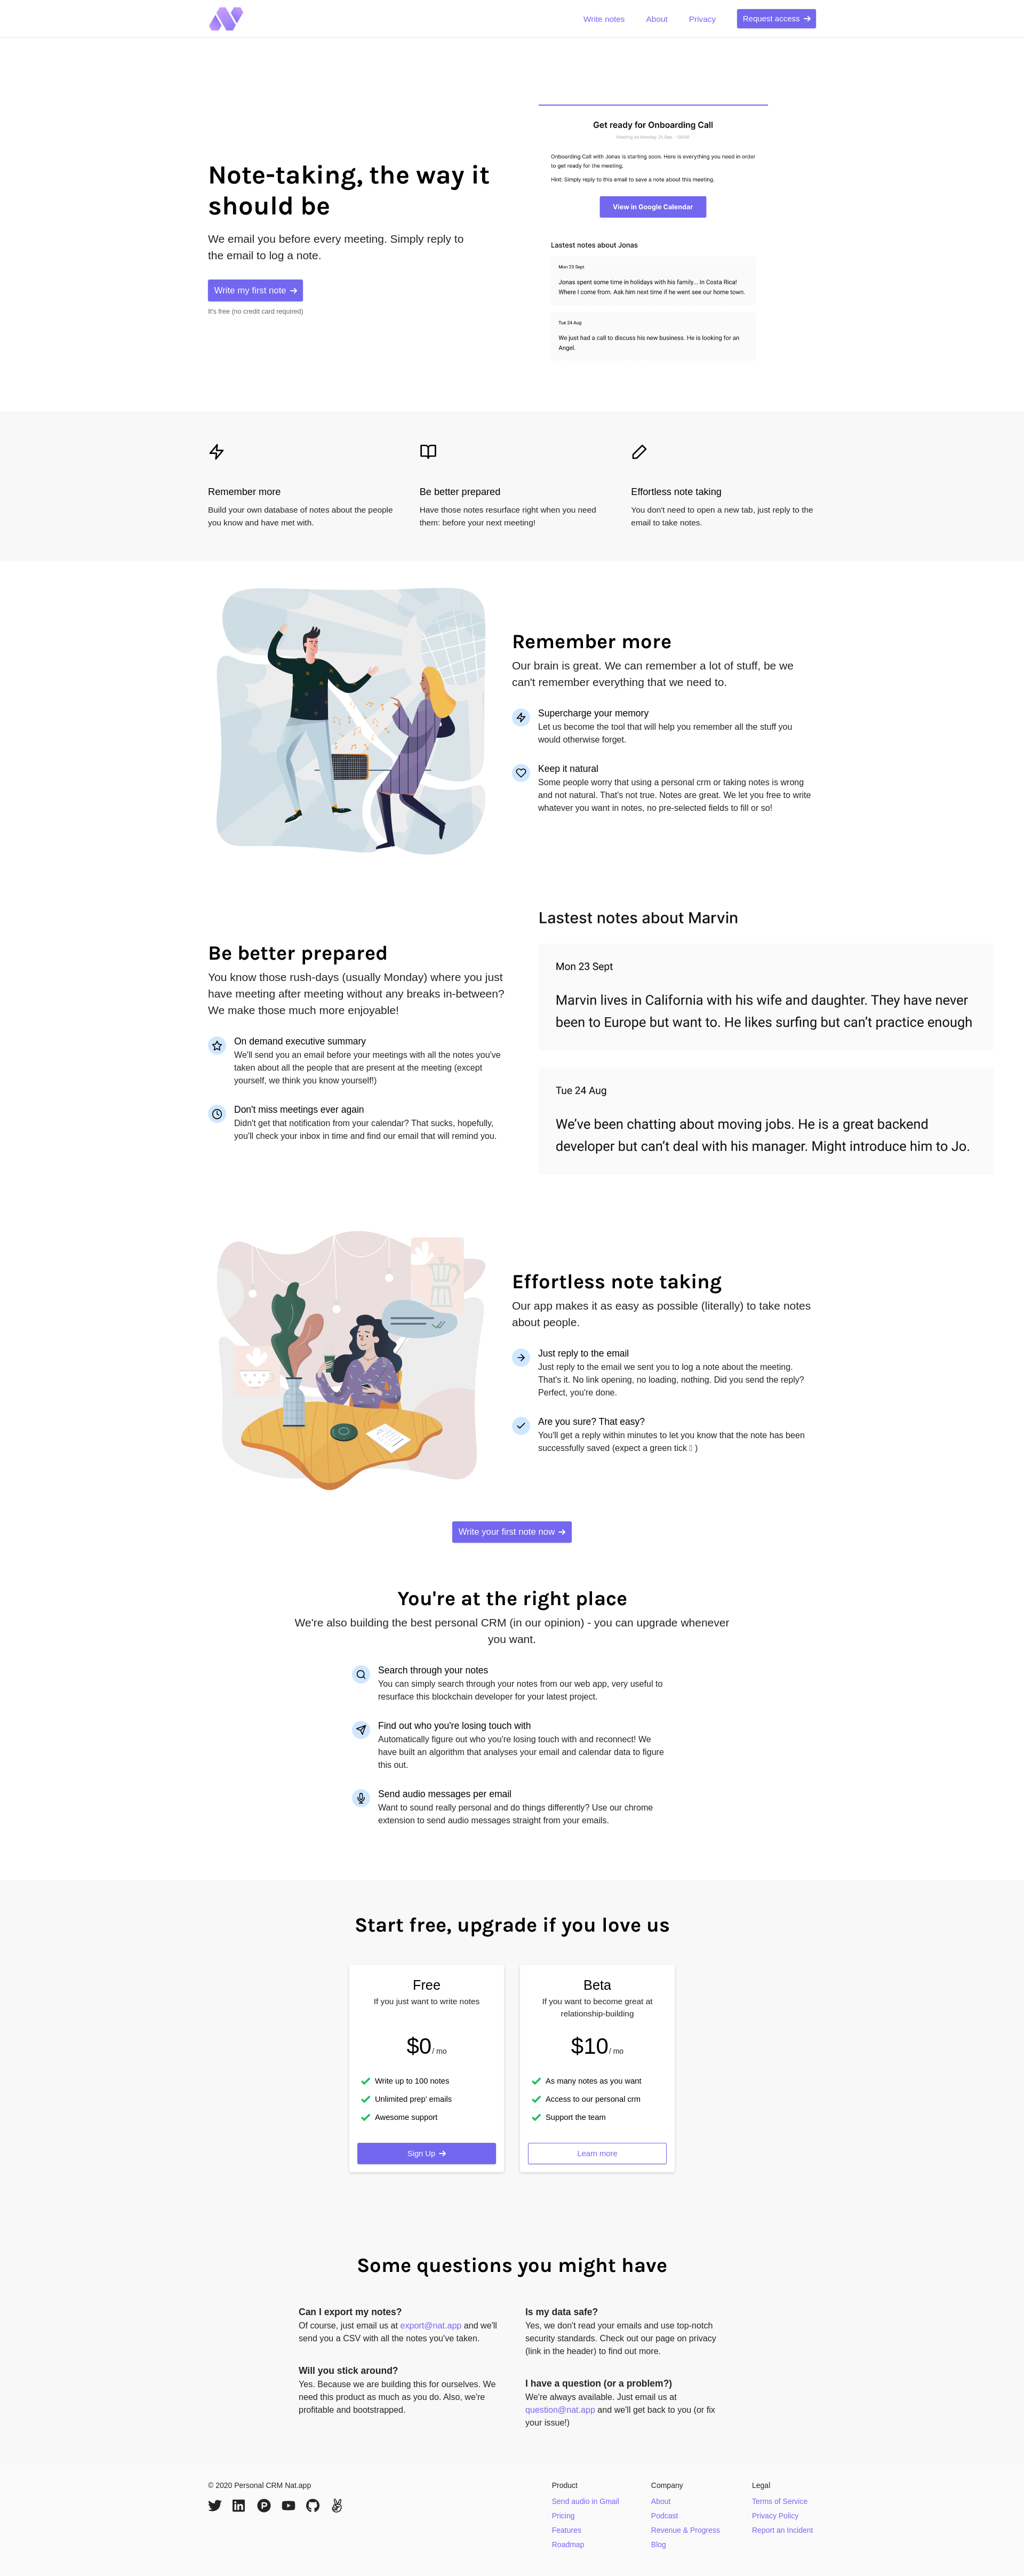 Write notes
About
Privacy
Request access
Note-taking, the way it
should be
We email you before every meeting. Simply reply to
the email to log a note.
Write my first note
It's free (no credit card required)
Get ready for Onboarding Call
Meeting on Monday 23 Sep. - 09:00
Onboarding Call with Jonas is starting soon. Here is everything you need in order
to get ready for the meeting.
Hint: Simply reply to this email to save a note about this meeting.
View in Google Calendar
Lastest notes about Jonas
Mon 23 Sept
Jonas spent some time in holidays with his family... In Costa Rica!
Where I come from. Ask him next time if he went see our home town.
Tue 24 Aug
We just had a call to discuss his new business. He is looking for an
Angel.
Remember more
Build your own database of notes about the people
you know and have met with.
Be better prepared
Have those notes resurface right when you need
them: before your next meeting!
Effortless note taking
You don't need to open a new tab, just reply to the
email to take notes.
Remember more
Our brain is great. We can remember a lot of stuff, be we
can't remember everything that we need to.
Supercharge your memory
Let us become the tool that will help you remember all the stuff you
would otherwise forget.
Keep it natural
Some people worry that using a personal crm or taking notes is wrong
and not natural. That's not true. Notes are great. We let you free to write
whatever you want in notes, no pre-selected fields to fill or so!
Be better prepared
You know those rush-days (usually Monday) where you just
have meeting after meeting without any breaks in-between?
We make those much more enjoyable!
On demand executive summary
We'll send you an email before your meetings with all the notes you've
taken about all the people that are present at the meeting (except
yourself, we think you know yourself!)
Don't miss meetings ever again
Didn't get that notification from your calendar? That sucks, hopefully,
you'll check your inbox in time and find our email that will remind you.
Lastest notes about Marvin
Mon 23 Sept
Marvin lives in California with his wife and daughter. They have never
been to Europe but want to. He likes surfing but can't practice enough
Tue 24 Aug
We've been chatting about moving jobs. He is a great backend
developer but can't deal with his manager. Might introduce him to Jo.
Effortless note taking
Our app makes it as easy as possible (literally) to take notes
about people.
Just reply to the email
Just reply to the email we sent you to log a note about the meeting.
That's it. No link opening, no loading, nothing. Did you send the reply?
Perfect, you're done.
Are you sure? That easy?
You'll get a reply within minutes to let you know that the note has been
successfully saved (expect a green tick )
Write your first note now
You're at the right place
We're also building the best personal CRM (in our opinion) - you can upgrade whenever
you want.
Search through your notes
You can simply search through your notes from our web app, very useful to
resurface this blockchain developer for your latest project.
Find out who you're losing touch with
Automatically figure out who you're losing touch with and reconnect! We
have built an algorithm that analyses your email and calendar data to figure
this out.
Send audio messages per email
Want to sound really personal and do things differently? Use our chrome
extension to send audio messages straight from your emails.
Start free, upgrade if you love us
Free
If you just want to write notes
$0/ mo
Write up to 100 notes
Unlimited prep' emails
Awesome support
Sign Up
Beta
If you want to become great at
relationship-building
$10/ mo
As many notes as you want
Access to our personal crm
Support the team
Learn more
Some questions you might have
Can I export my notes?
Of course, just email us at export@nat.app and we'll
send you a CSV with all the notes you've taken.
Will you stick around?
Yes. Because we are building this for ourselves. We
need this product as much as you do. Also, we're
profitable and bootstrapped.
Is my data safe?
Yes, we don't read your emails and use top-notch
security standards. Check out our page on privacy
(link in the header) to find out more.
I have a question (or a problem?)
We're always available. Just email us at
question@nat.app and we'll get back to you (or fix
your issue!)
© 2020 Personal CRM Nat.app
Product
Send audio in Gmail
Pricing
Features
Roadmap
Company
About
Podcast
Revenue & Progress
Blog
Legal
Terms of Service
Privacy Policy
Report an Incident